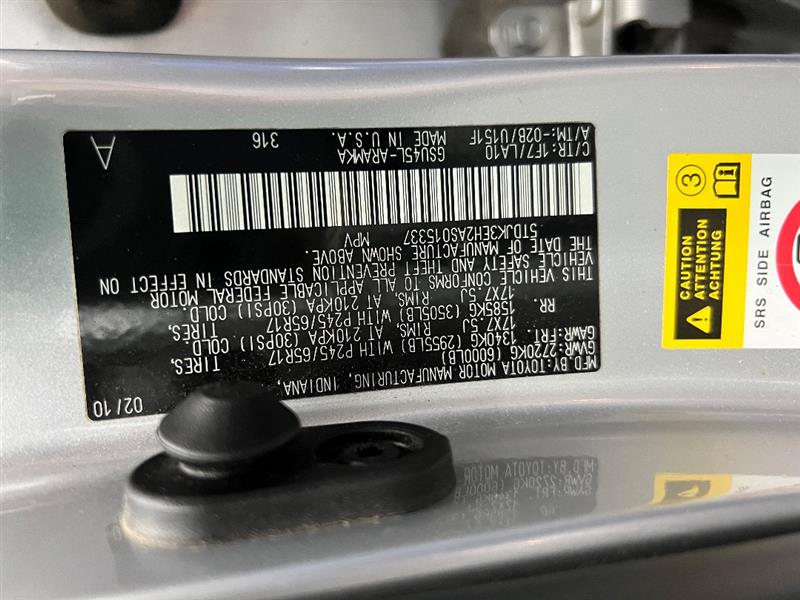 MFD.BY:TOYOTA MOTOR MANUFACTURING, INDIANA, 02/10
GVWR:2720KG(6000LB)
GAWR:FRT. 1340KG (2955LB) WITH P245/65R17 TIRES,
17X7.5J RIMS, AT 210KPA (30PSI) COLD
RR. 1585KG (3505LB) WITH P245/65R17 TIRES,
17X7.5J RIMS, AT 210KPA (30PSI) COLD.
THIS VEHICLE CONFORMS TO ALL APPLICABLE FEDERAL MOTOR
VEHICLE SAFETY AND THEFT PREVENTION STANDARDS IN EFFECT ON
THE DATE OF MANUFACTURE SHOWN ABOVE.
5TDJK3EH2AS015337 MPV
C/TR:1F7/LA10 GSU45L-ARAMKA 316 A
A/TM:-02B/U151F MADE IN U.S.A.
3
CAUTION
ATTENTION
ACHTUNG
SRS SIDE AIRBAG